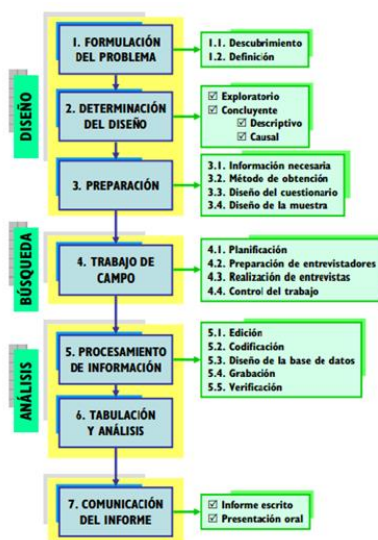 DISEÑO
1. FORMULACIÓN
DEL PROBLEMA
1.1. Descubrimiento
1.2. Definición
2. DETERMINACIÓN
DEL DISEÑO
☑ Exploratorio
☑ Concluyente
☑ Descriptivo
☑ Causal
3. PREPARACIÓN
3.1. Información necesaria
3.2. Método de obtención
3.3. Diseño del cuestionario
3.4. Diseño de la muestra
BÚSQUEDA
4. TRABAJO DE
CAMPO
4.1. Planificación
4.2. Preparación de entrevistadores
4.3. Realización de entrevistas
4.4. Control del trabajo
ANÁLISIS
5. PROCESAMIENTO
DE INFORMACIÓN
5.1. Edición
5.2. Codificación
5.3. Diseño de la base de datos
5.4. Grabación
5.5. Verificación
6. TABULACIÓN
Y ANÁLISIS
7. COMUNICACIÓN
DEL INFORME
☑ Informe escrito
☑ Presentación oral